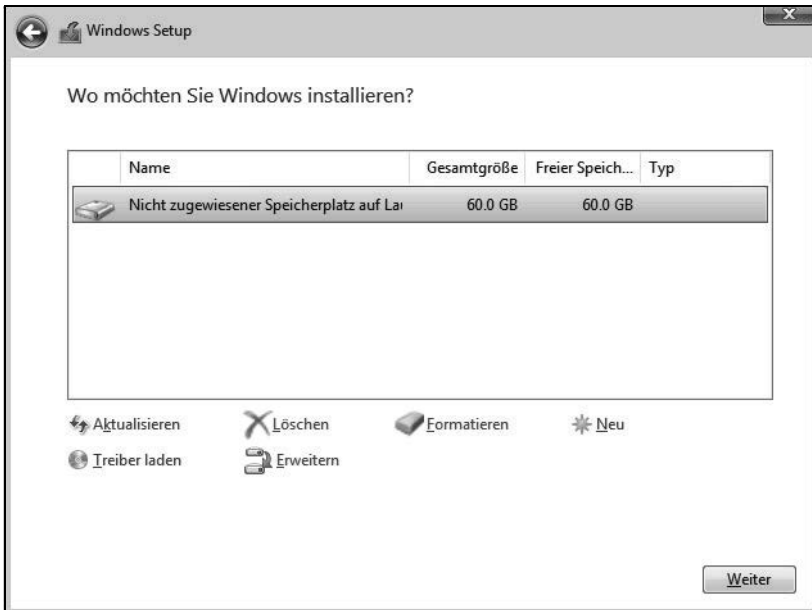 Windows Setup
Wo möchten Sie Windows installieren?
Name Gesamtgröße Freier Speich... Typ
Nicht zugewiesener Speicherplatz auf 60.0 GB 60.0 GB
Aktualisieren Löschen Formatieren Neu
Treiber laden Erweitern
Weiter